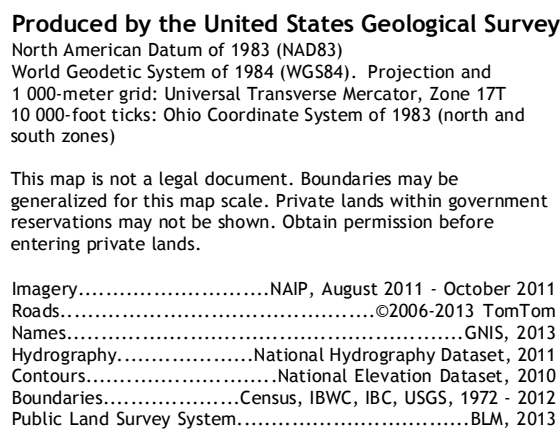 Produced by the United States Geological Survey
North American Datum of 1983 (NAD83)
World Geodetic System of 1984 (WGS84).  Projection and
1 000-meter grid: Universal Transverse Mercator, Zone 17T
10 000-foot ticks: Ohio Coordinate System of 1983 (north and
south zones)
This map is not a legal document. Boundaries may be
generalized for this map scale. Private lands within government
reservations may not be shown. Obtain permission before
entering private lands.
Imagery.............................NAIP, August 2011 - October 2011
Roads...............................................©2006-2013 TomTom
Names............................................................GNIS, 2013
Hydrography....................National Hydrography Dataset, 2011
Contours............................National Elevation Dataset, 2010
Boundaries....................Census, IBWC, IBC, USGS, 1972 - 2012
Public Land Survey System..................................BLM, 2013